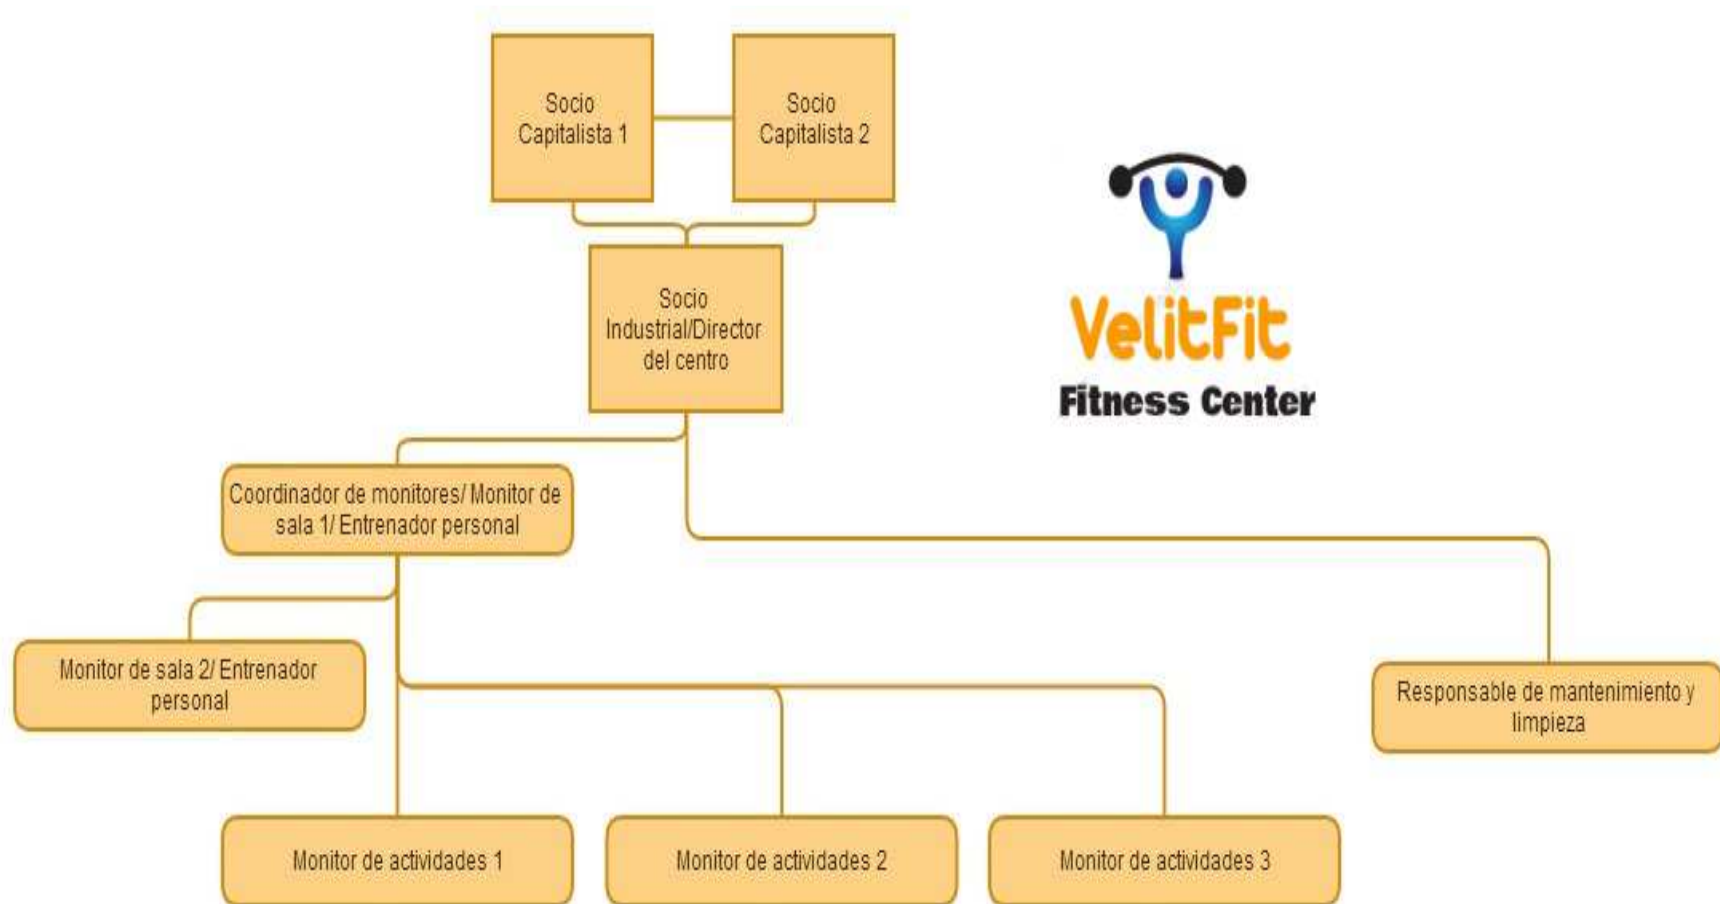 Socio
Capitalista 1
Socio
Capitalista 2
Socio
Industrial/Director
del centro
VelitFit
Fitness Center
Coordinador de monitores/ Monitor de
sala 1/ Entrenador personal
Monitor de sala 2/ Entrenador
personal
Responsable de mantenimiento y
limpieza
Monitor de actividades 1
Monitor de actividades 2
Monitor de actividades 3